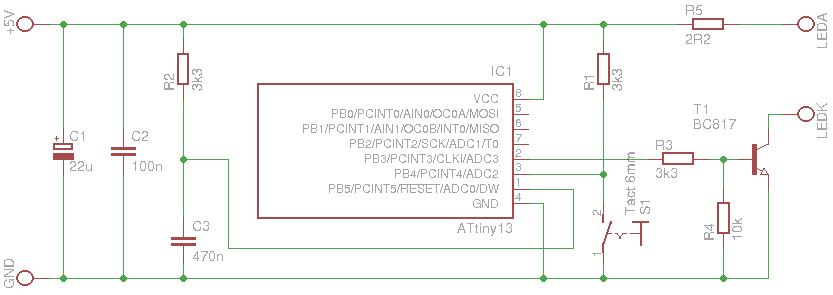 +5V
R5
2R2
LEDA
R2
3k3
IC1
R1
3k3
VCC
8
PB0/PCINT0/AIN0/OC0A/MOSI
5
PB1/PCINT1/AIN1/OC0B/INT0/MISO
6
PB2/PCINT2/SCK/ADC1/T0
7
PB3/PCINT3/CLKI/ADC3
2
PB4/PCINT4/ADC2
3
PB5/PCINT5/RESET/ADC0/DW
1
GND
4
ATtiny13
T1
BC817
LEDK
+
C1
22u
C2
100n
R3
3k3
C3
470n
Tact 6mm
S1
2
1
R4
10k
GND